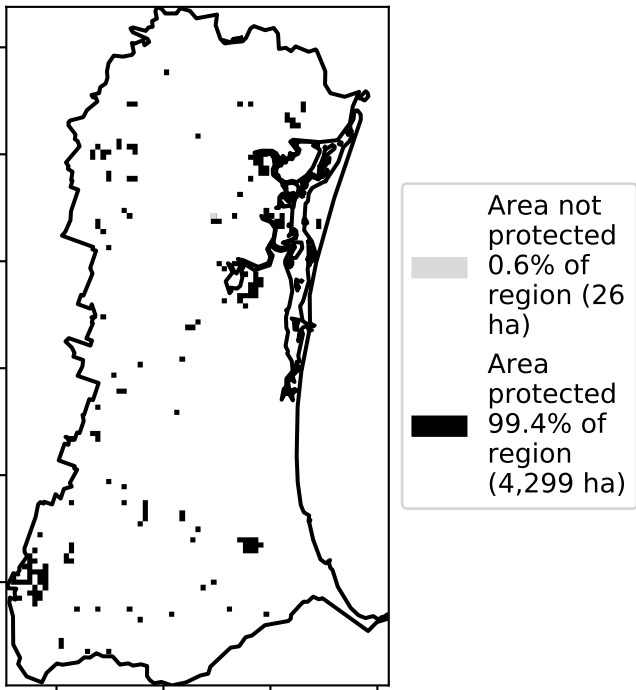 Area not
protected
0.6% of
region (26
ha)
Area
protected
99.4% of
region
(4,299 ha)